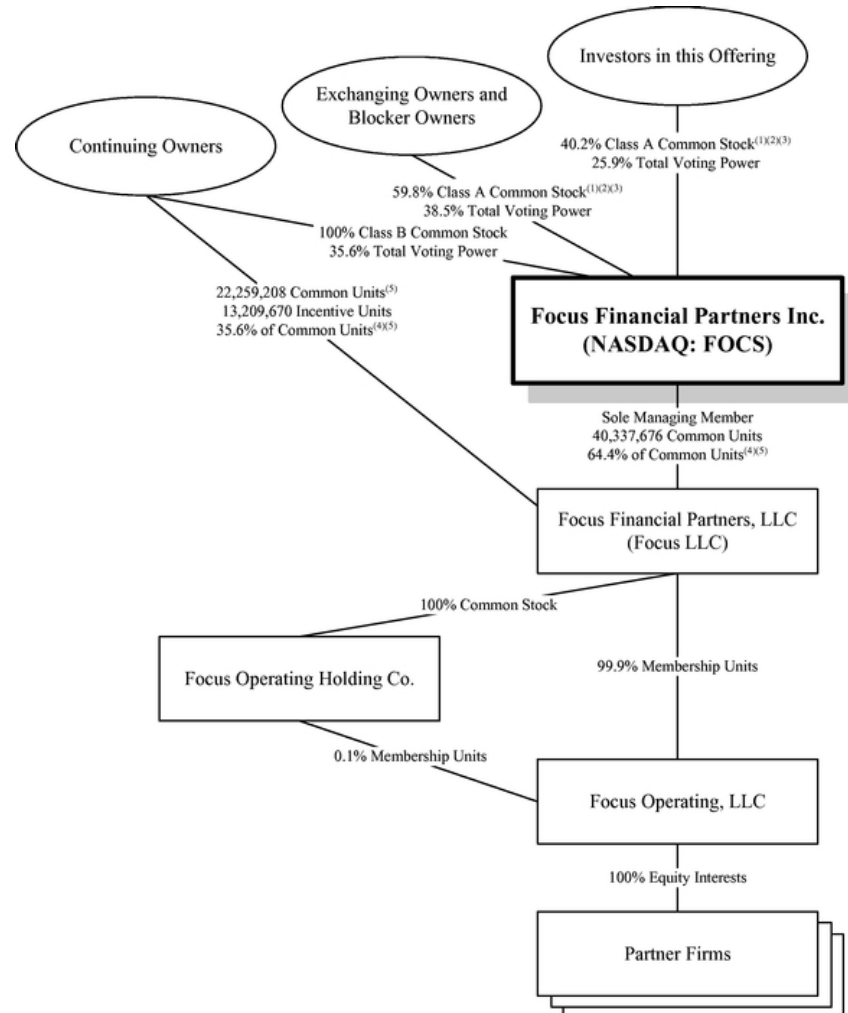 Investors in this Offering
Exchanging Owners and
Blocker Owners
Continuing Owners
40.2% Class A Common Stock(1)(2)(3)
25.9% Total Voting Power
59.8% Class A Common Stock(1)(2)(3)
38.5% Total Voting Power
100% Class B Common Stock
35.6% Total Voting Power
22,259,208 Common Units(5)
13,209,670 Incentive Units
35.6% of Common Units(4)(5)
Focus Financial Partners Inc.
(NASDAQ: FOCS)
Sole Managing Member
40,337,676 Common Units
64.4% of Common Units(4)(5)
Focus Financial Partners, LLC
(Focus LLC)
100% Common Stock
Focus Operating Holding Co.
99.9% Membership Units
0.1% Membership Units
Focus Operating, LLC
100% Equity Interests
Partner Firms